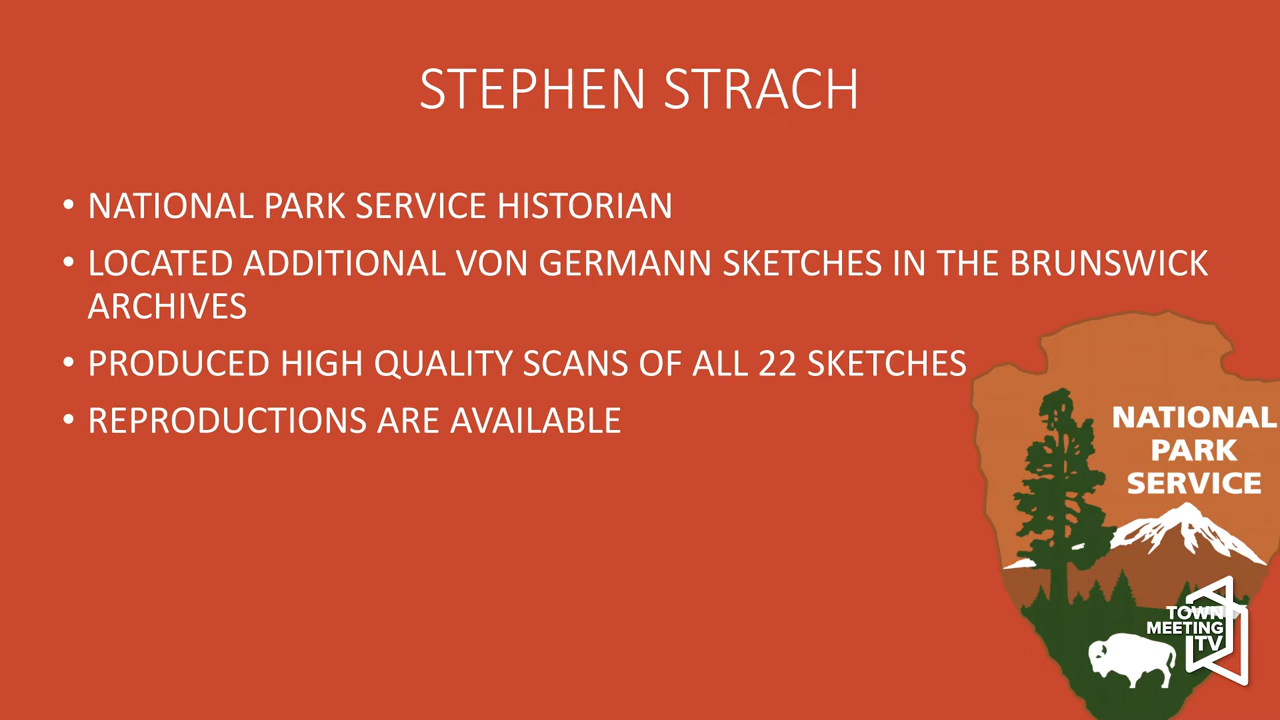 STEPHEN STRACH
• NATIONAL PARK SERVICE HISTORIAN
• LOCATED ADDITIONAL VON GERMANN SKETCHES IN THE BRUNSWICK
ARCHIVES
• PRODUCED HIGH QUALITY SCANS OF ALL 22 SKETCHES
• REPRODUCTIONS ARE AVAILABLE
NATIONAL
PARK
SERVICE
TOWN
MEETING
TV